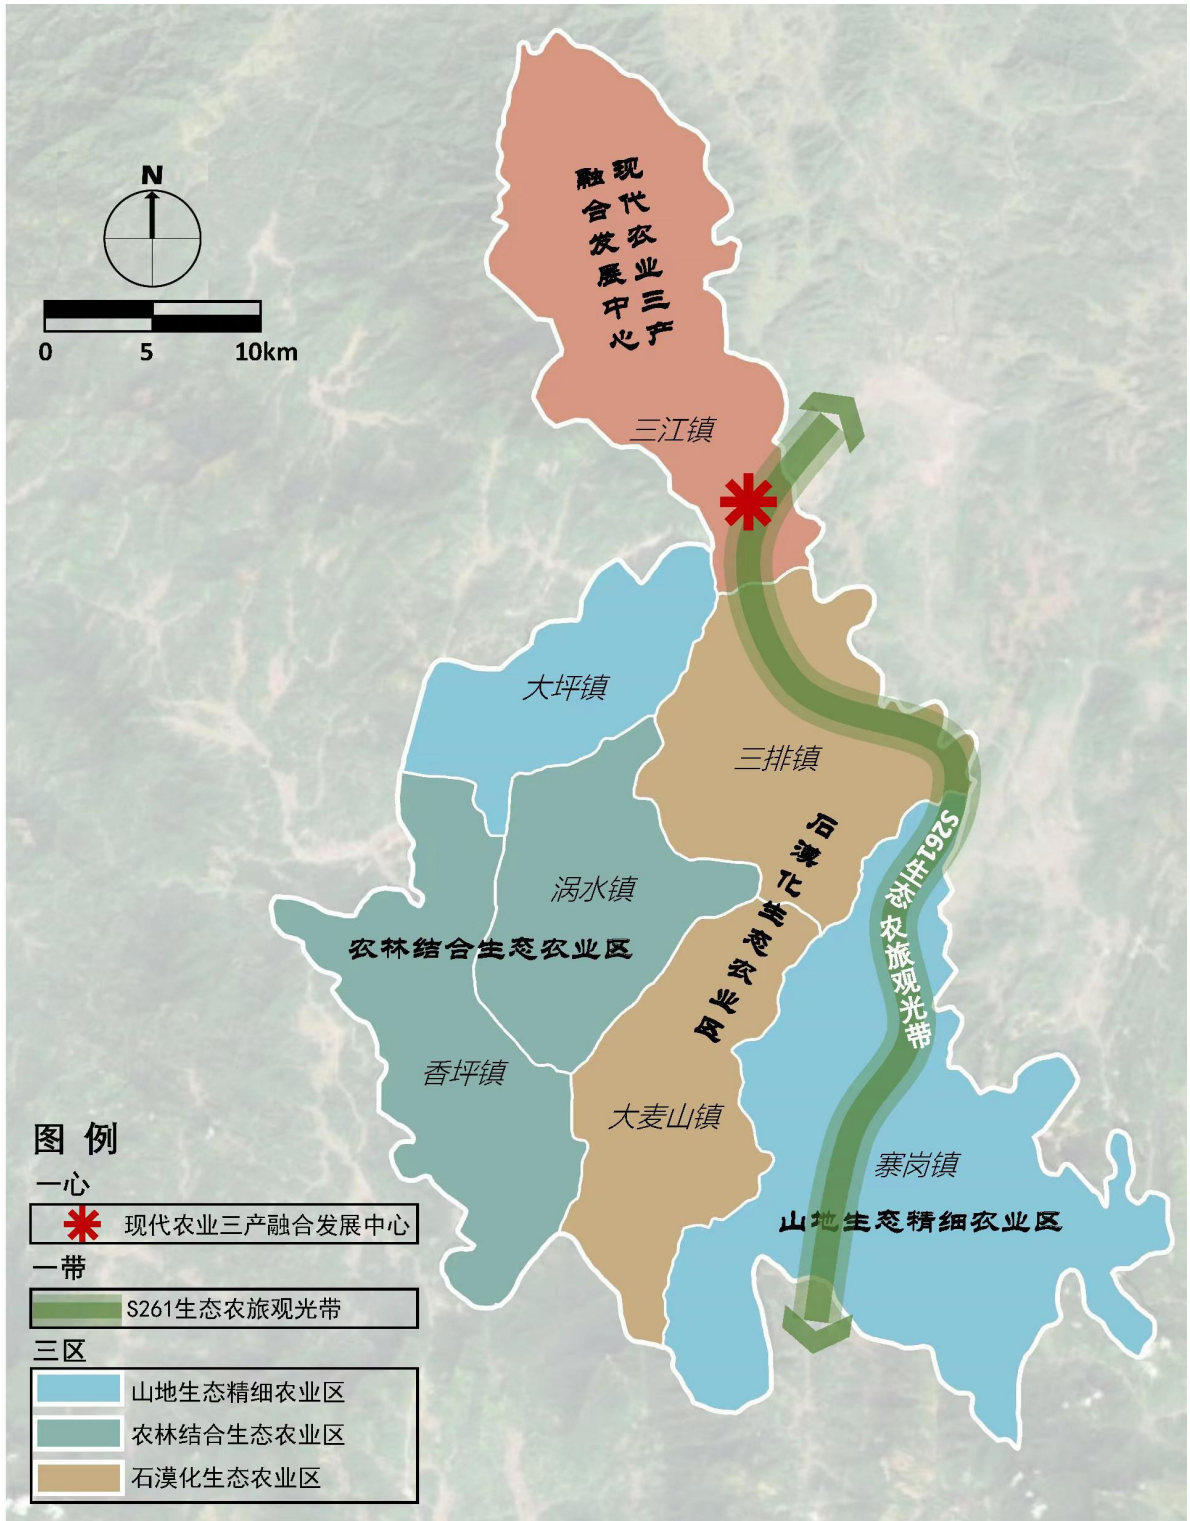 N
0 5 10km
现代农业三产
融合发展中心
三江镇
大坪镇
三排镇
石漠化生态农业区
S261生态农旅观光带
涡水镇
农林结合生态农业区
香坪镇
大麦山镇
寨岗镇
山地生态精细农业区
图例
一心
现代农业三产融合发展中心
一带
S261生态农旅观光带
三区
山地生态精细农业区
农林结合生态农业区
石漠化生态农业区